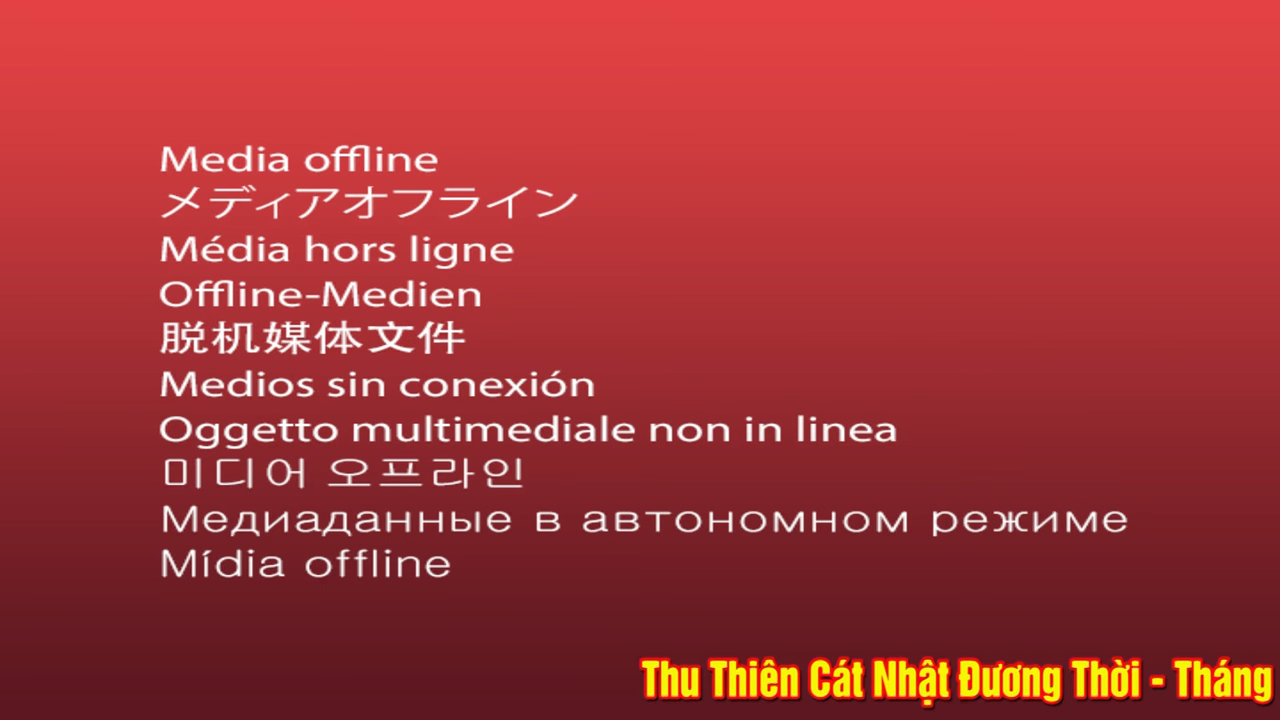 Media offline
メディアオフライン
Média hors ligne
Offline-Medien
脱机媒体文件
Medios sin conexión
Oggetto multimediale non in linea
미디어 오프라인
Медиаданные в автономном режиме
Mídia offline
Thu Thiên Cát Nhật Đương Thời - Tháng